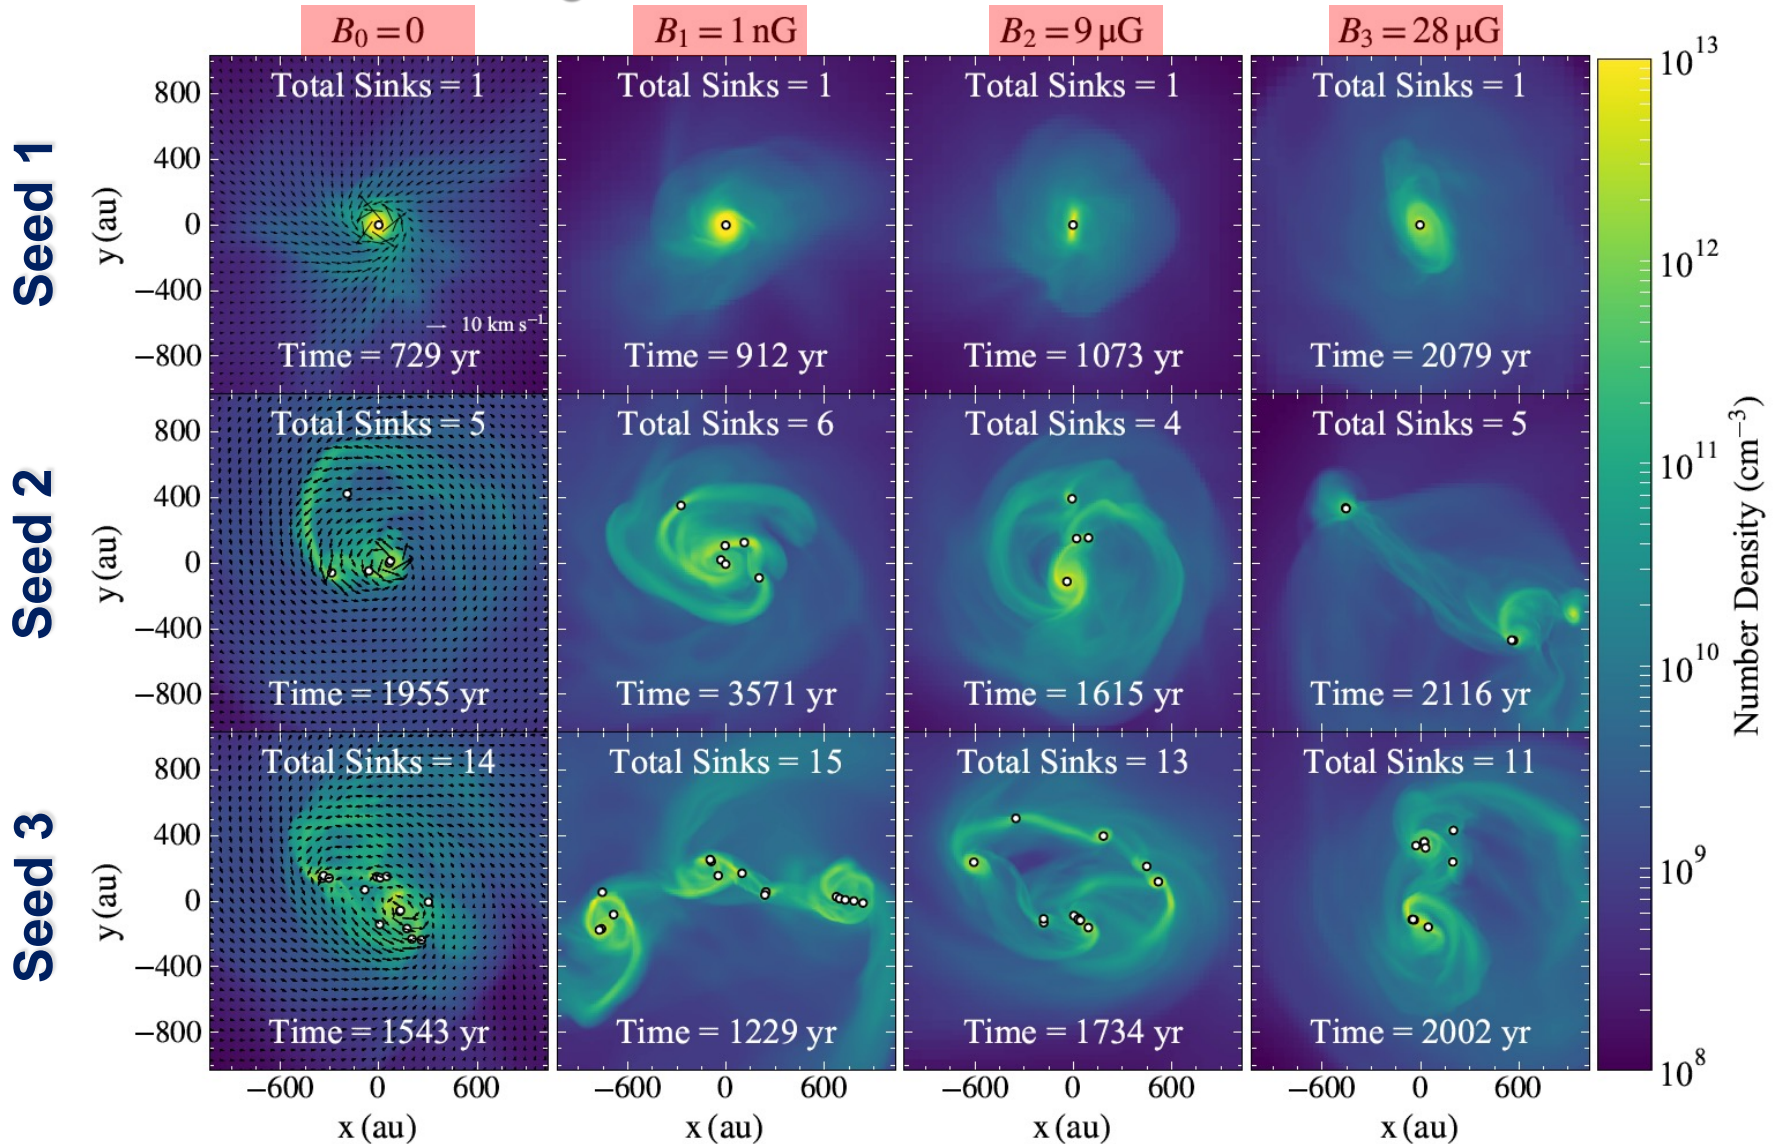 B₀ = 0
B₁ = 1 nG
B₂ = 9 μG
B₃ = 28 μG
Seed 1
Total Sinks = 1
Total Sinks = 1
Total Sinks = 1
Total Sinks = 1
800
400
0
−400
−800
y (au)
10 km s⁻¹
Time = 729 yr
Time = 912 yr
Time = 1073 yr
Time = 2079 yr
Seed 2
Total Sinks = 5
Total Sinks = 6
Total Sinks = 4
Total Sinks = 5
800
400
0
−400
−800
y (au)
Time = 1955 yr
Time = 3571 yr
Time = 1615 yr
Time = 2116 yr
Seed 3
Total Sinks = 14
Total Sinks = 15
Total Sinks = 13
Total Sinks = 11
800
400
0
−400
−800
y (au)
Time = 1543 yr
Time = 1229 yr
Time = 1734 yr
Time = 2002 yr
−600 0 600
−600 0 600
−600 0 600
−600 0 600
x (au)
x (au)
x (au)
x (au)
10¹³
10¹²
10¹¹
10¹⁰
10⁹
10⁸
Number Density (cm⁻³)